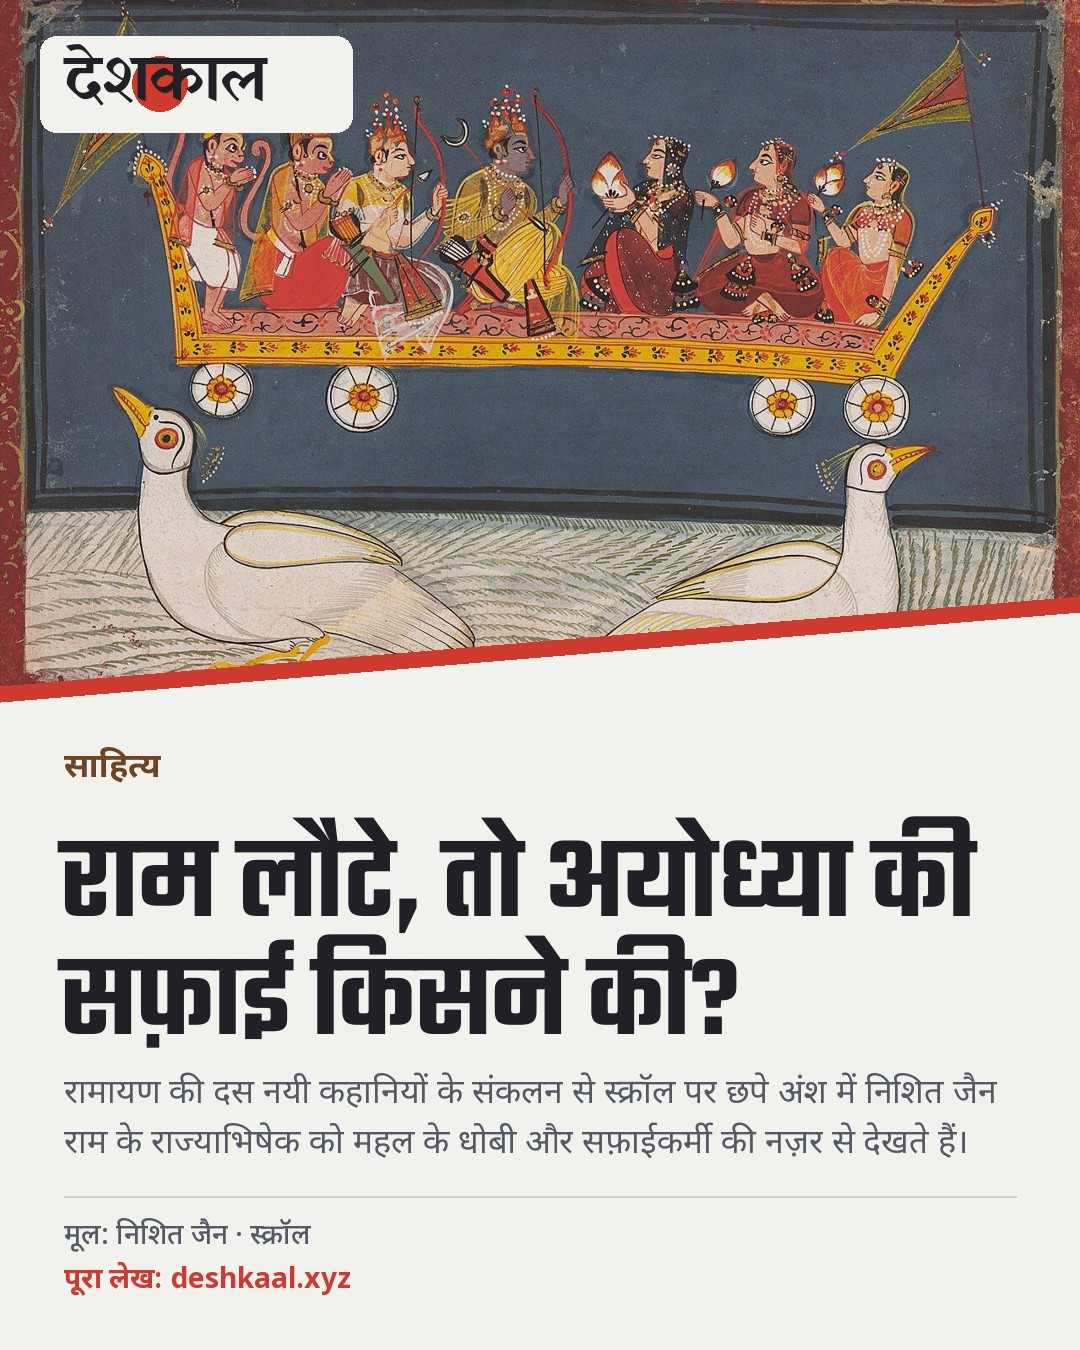 देशकाल
साहित्य
राम लौटे, तो अयोध्या की
सफ़ाई किसने की?
रामायण की दस नयी कहानियों के संकलन से स्क्रॉल पर छपे अंश में निशित जैन
राम के राज्याभिषेक को महल के धोबी और सफ़ाईकर्मी की नज़र से देखते हैं।
मूल: निशित जैन · स्क्रॉल
पूरा लेख: deshkaal.xyz